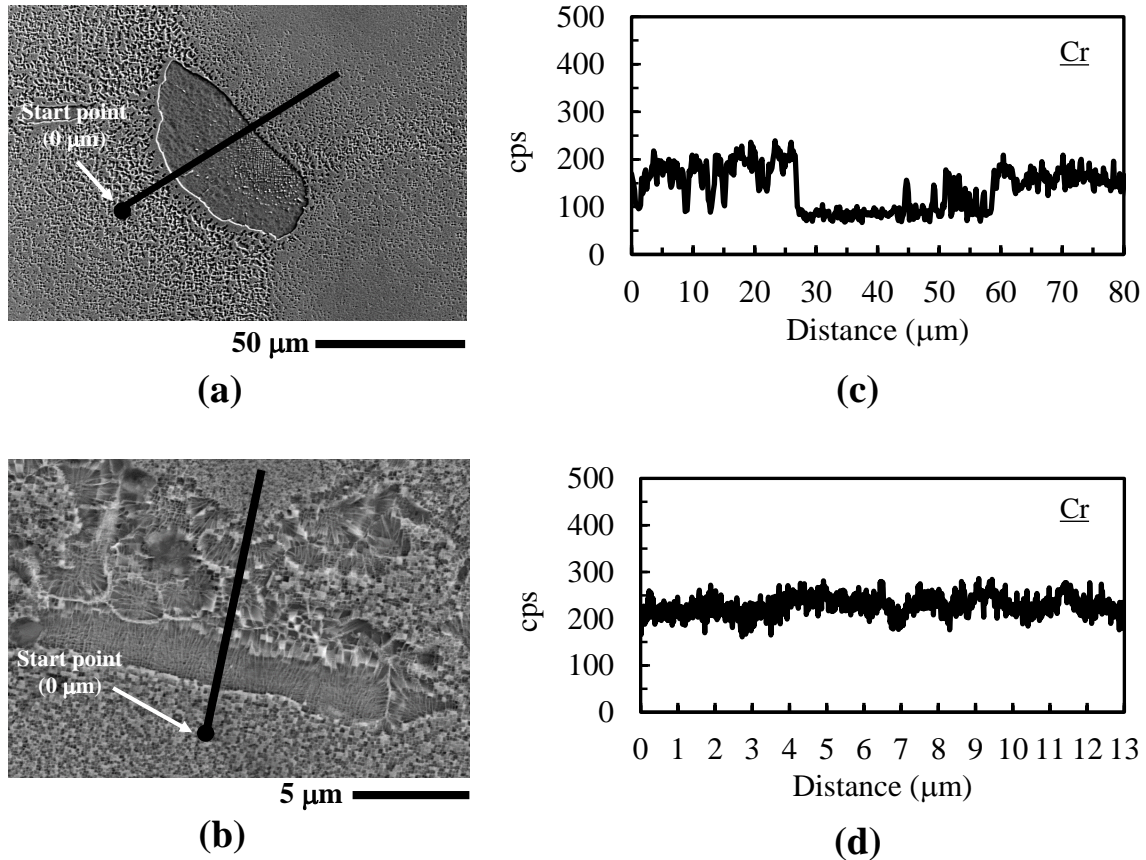 Start point
(0 μm)
50 μm
(a)
500
400
300
200
100
0
cps
Cr
0 10 20 30 40 50 60 70 80
Distance (μm)
(c)
Start point
(0 μm)
5 μm
(b)
500
400
300
200
100
0
cps
Cr
0 1 2 3 4 5 6 7 8 9 10 11 12 13
Distance (μm)
(d)